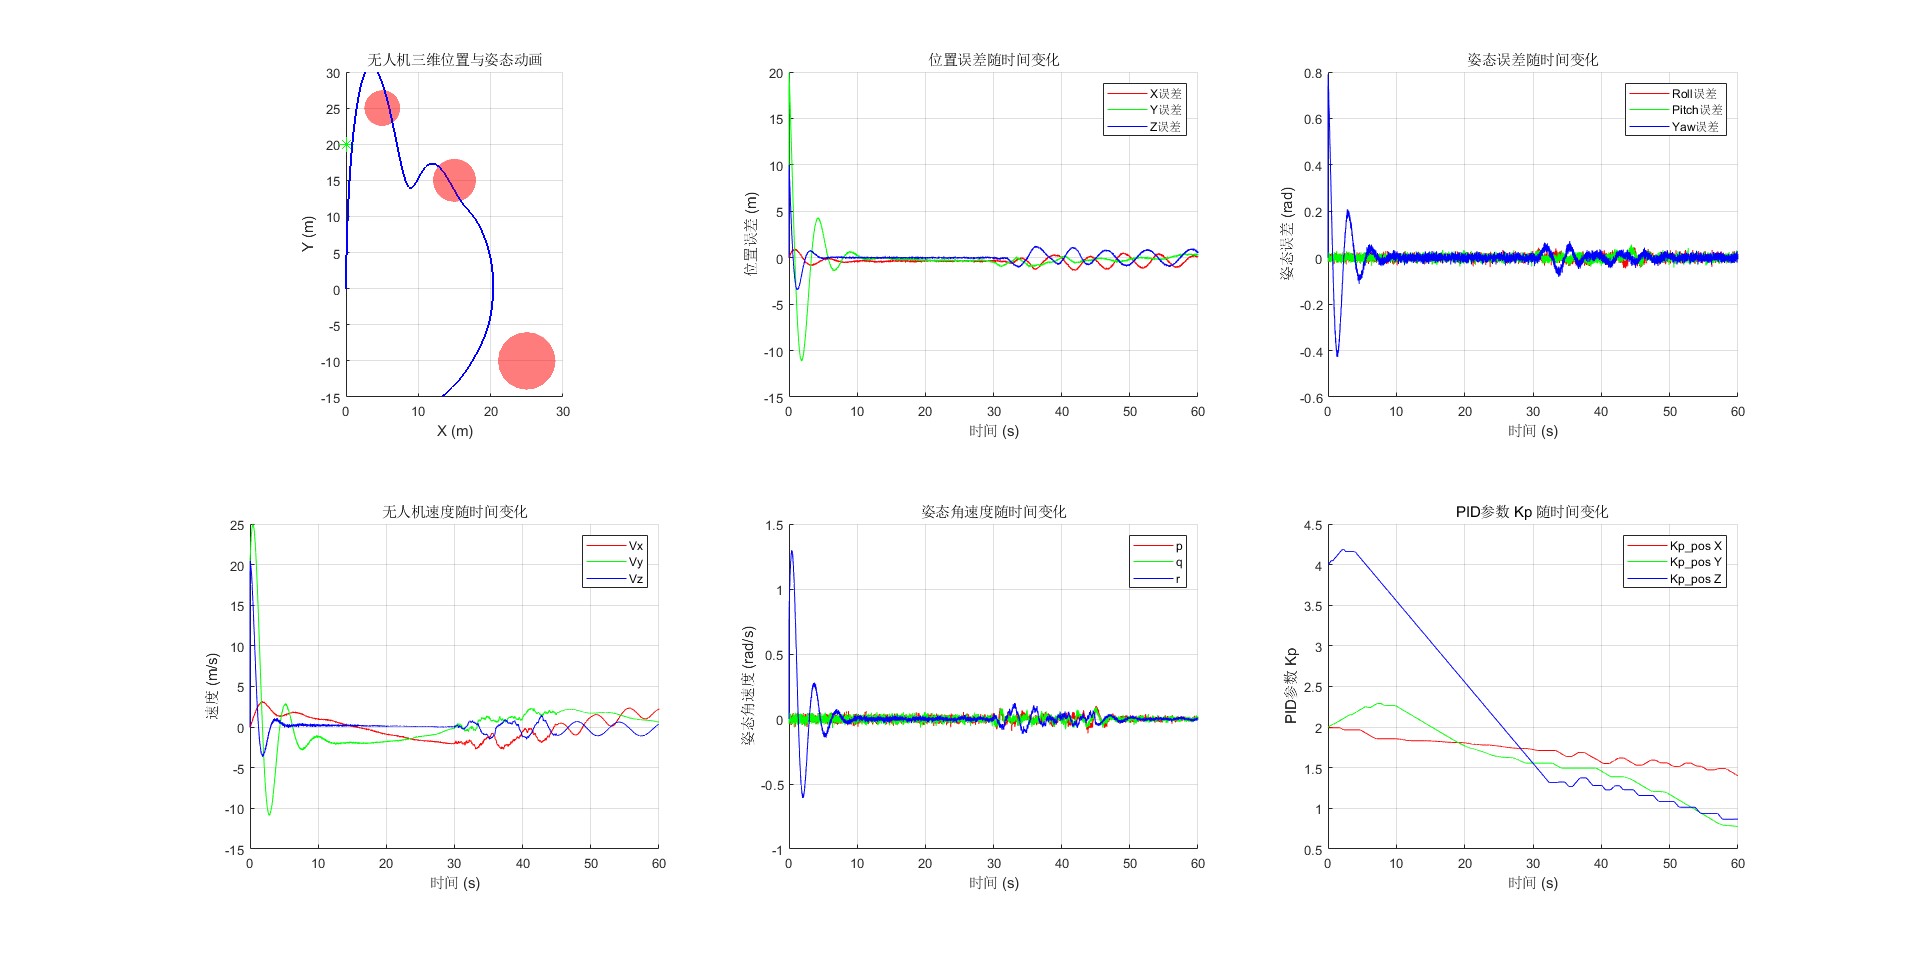 无人机三维位置与姿态动画
30
25
20
15
10
5
0
-5
-10
-15
Y (m)
0 10 20 30
X (m)
位置误差随时间变化
20
15
10
5
0
-5
-10
-15
位置误差 (m)
X误差
Y误差
Z误差
0 10 20 30 40 50 60
时间 (s)
姿态误差随时间变化
0.8
0.6
0.4
0.2
0
-0.2
-0.4
-0.6
姿态误差 (rad)
Roll误差
Pitch误差
Yaw误差
0 10 20 30 40 50 60
时间 (s)
无人机速度随时间变化
25
20
15
10
5
0
-5
-10
-15
速度 (m/s)
Vx
Vy
Vz
0 10 20 30 40 50 60
时间 (s)
姿态角速度随时间变化
1.5
1
0.5
0
-0.5
-1
姿态角速度 (rad/s)
p
q
r
0 10 20 30 40 50 60
时间 (s)
PID参数 Kp 随时间变化
4.5
4
3.5
3
2.5
2
1.5
1
0.5
PID参数 Kp
Kp_pos X
Kp_pos Y
Kp_pos Z
0 10 20 30 40 50 60
时间 (s)